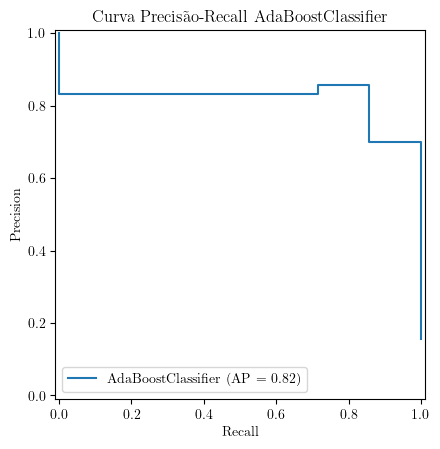 Curva Precisão-Recall AdaBoostClassifier
1.0
0.8
0.6
0.4
0.2
0.0
Precision
AdaBoostClassifier (AP = 0.82)
0.0 0.2 0.4 0.6 0.8 1.0
Recall